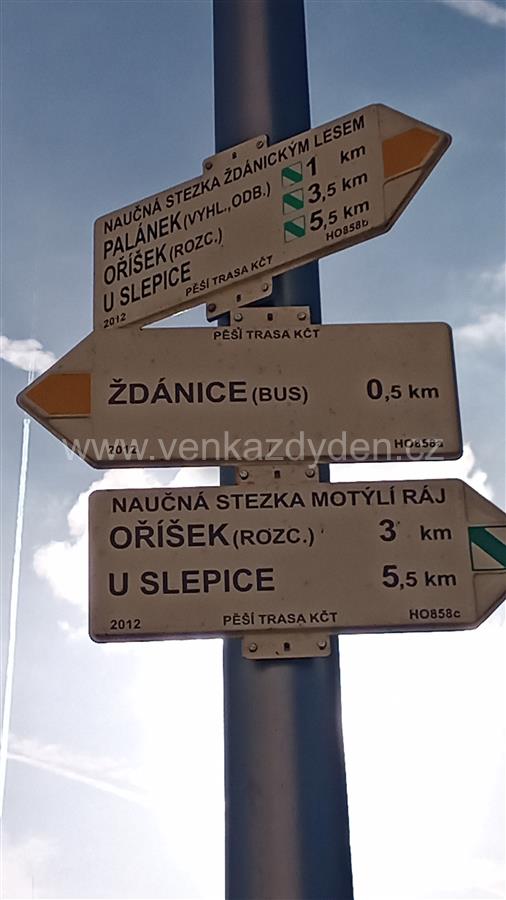 NAUČNÁ STEZKA ŽDÁNICKÝM LESEM
PALÁNEK (VYHL., ODB.) 1 km
OŘÍŠEK (ROZC.) 3,5 km
U SLEPICE 5,5 km
2012 PĚŠÍ TRASA KČT HO858b
PĚŠÍ TRASA KČT
ŽDÁNICE (BUS) 0,5 km
2012 HO858a
www.venkazdyden.cz
NAUČNÁ STEZKA MOTÝLÍ RÁJ
OŘÍŠEK (ROZC.) 3 km
U SLEPICE 5,5 km
2012 PĚŠÍ TRASA KČT HO858c